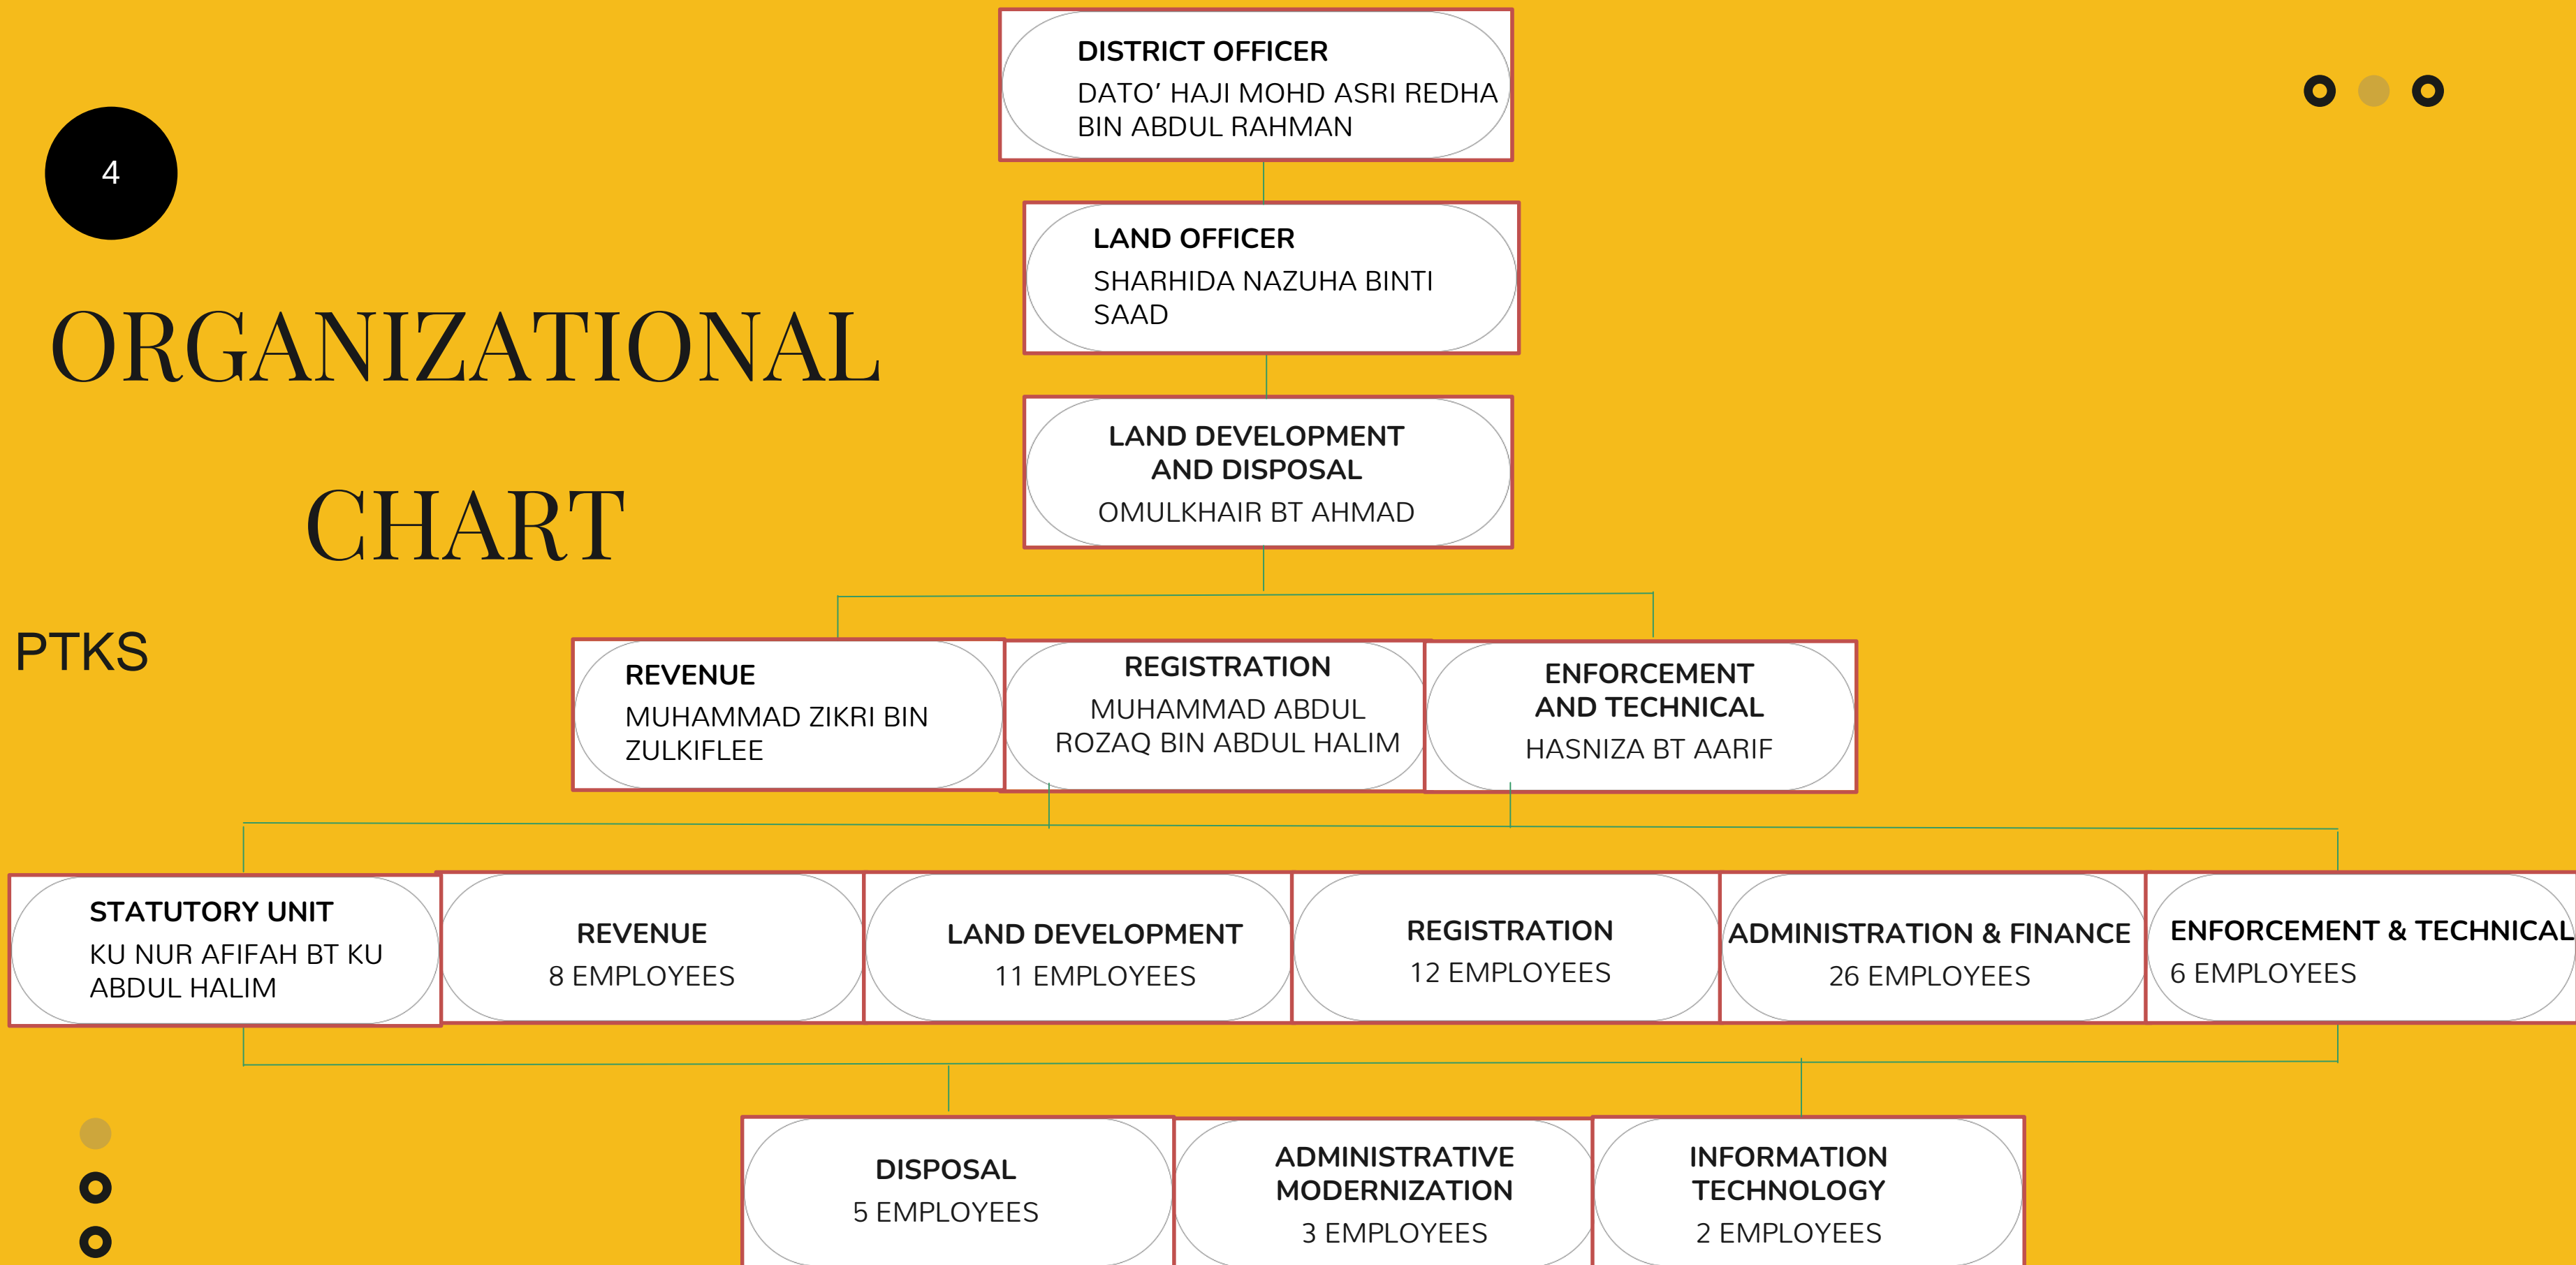 DISTRICT OFFICER
DATO’ HAJI MOHD ASRI REDHA
BIN ABDUL RAHMAN
4
LAND OFFICER
SHARHIDA NAZUHA BINTI
SAAD
ORGANIZATIONAL
CHART
LAND DEVELOPMENT
AND DISPOSAL
OMULKHAIR BT AHMAD
PTKS
REVENUE
MUHAMMAD ZIKRI BIN
ZULKIFLEE
REGISTRATION
MUHAMMAD ABDUL
ROZAQ BIN ABDUL HALIM
ENFORCEMENT
AND TECHNICAL
HASNIZA BT AARIF
STATUTORY UNIT
KU NUR AFIFAH BT KU
ABDUL HALIM
REVENUE
8 EMPLOYEES
LAND DEVELOPMENT
11 EMPLOYEES
REGISTRATION
12 EMPLOYEES
ADMINISTRATION & FINANCE
26 EMPLOYEES
ENFORCEMENT & TECHNICAL
6 EMPLOYEES
DISPOSAL
5 EMPLOYEES
ADMINISTRATIVE
MODERNIZATION
3 EMPLOYEES
INFORMATION
TECHNOLOGY
2 EMPLOYEES